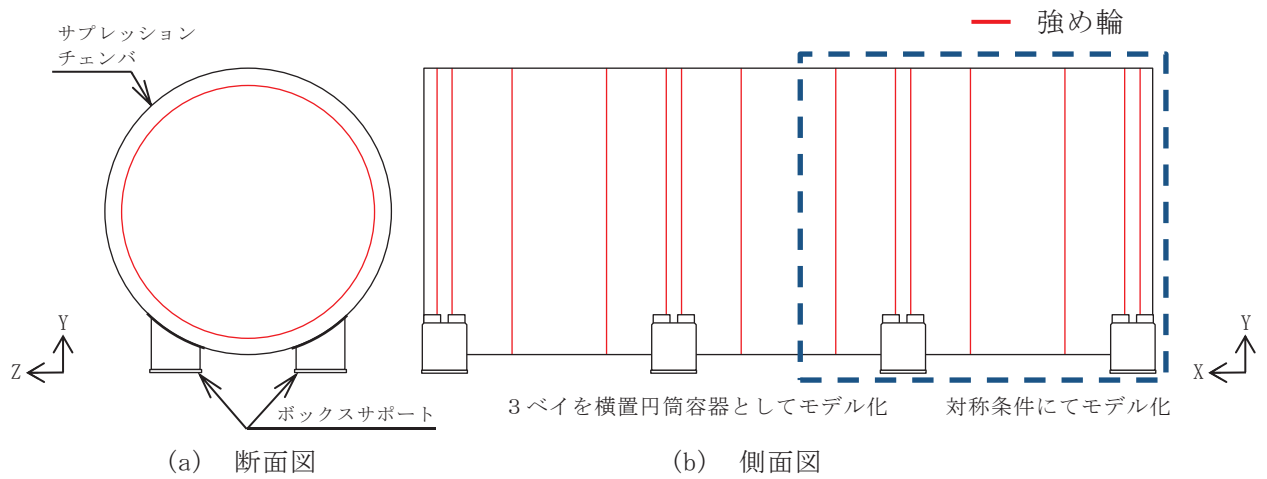 強め輪
サプレッション
チェンバ
Y
Z
ボックスサポート
Y
X
3ベイを横置円筒容器としてモデル化
対称条件にてモデル化
(a) 断面図
(b) 側面図